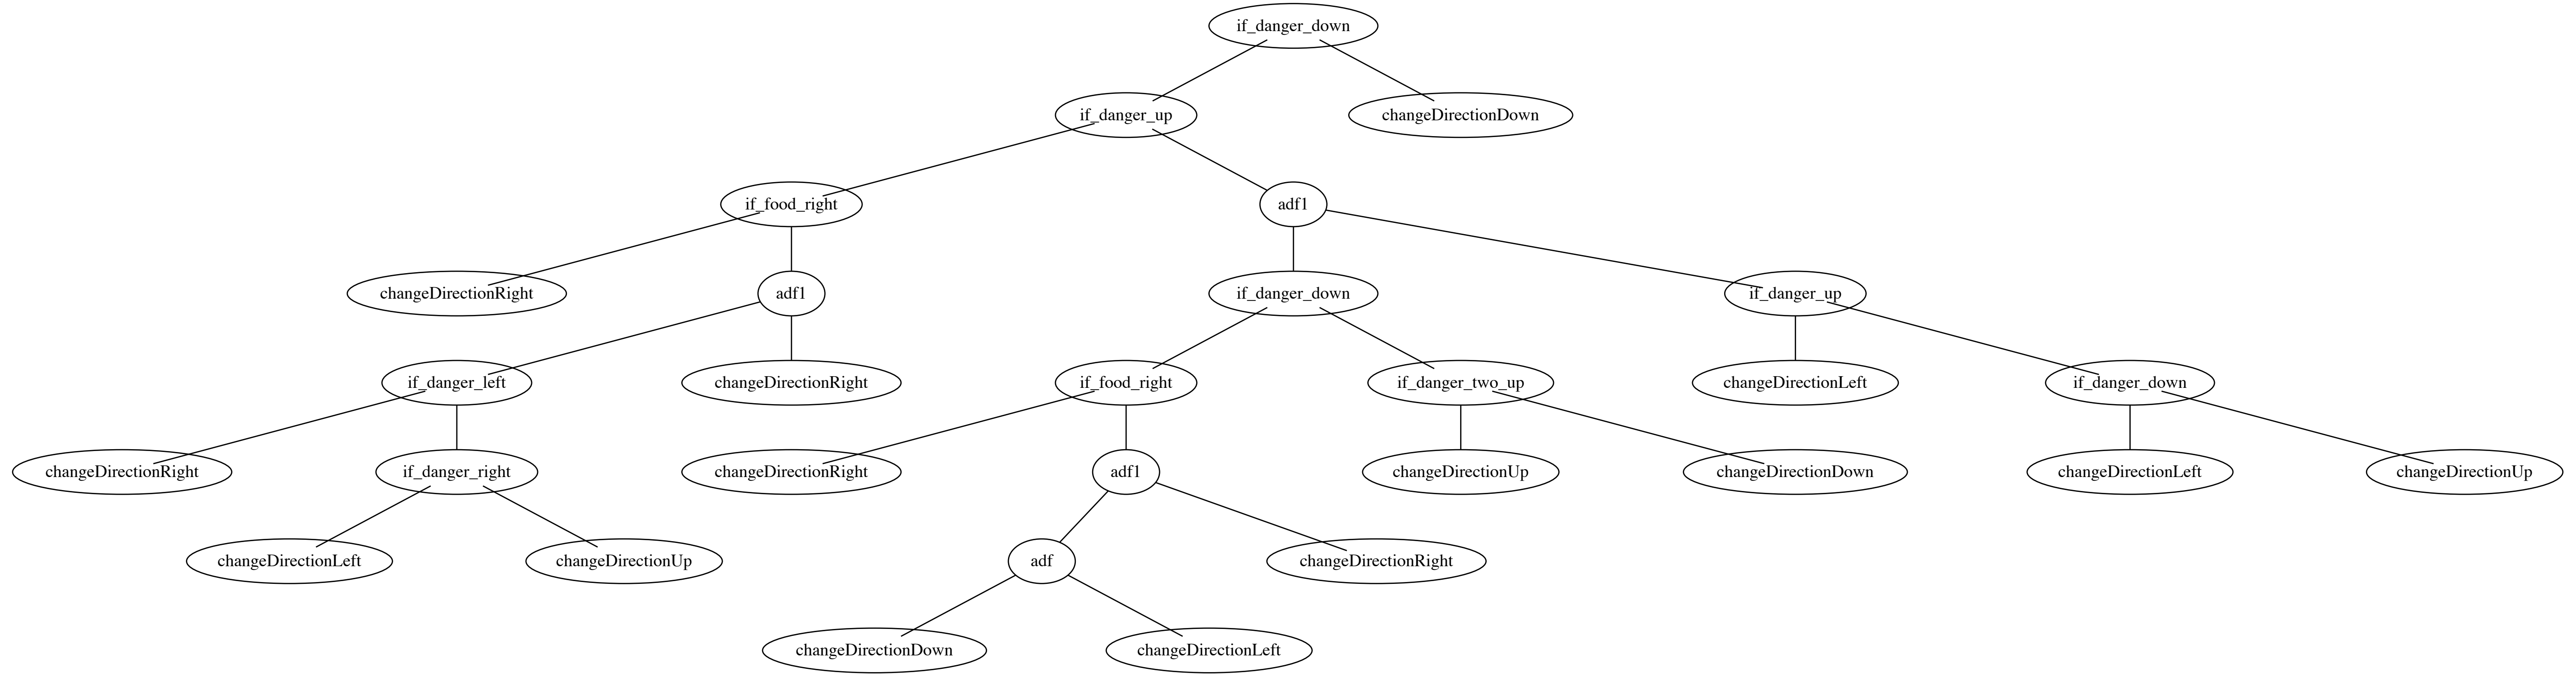 if_danger_down
if_danger_up
changeDirectionDown
if_food_right
adf1
changeDirectionRight
adf1
if_danger_down
if_danger_up
if_danger_left
changeDirectionRight
if_food_right
if_danger_two_up
changeDirectionLeft
if_danger_down
changeDirectionRight
if_danger_right
changeDirectionRight
adf1
changeDirectionUp
changeDirectionDown
changeDirectionLeft
changeDirectionUp
changeDirectionLeft
changeDirectionUp
adf
changeDirectionRight
changeDirectionDown
changeDirectionLeft